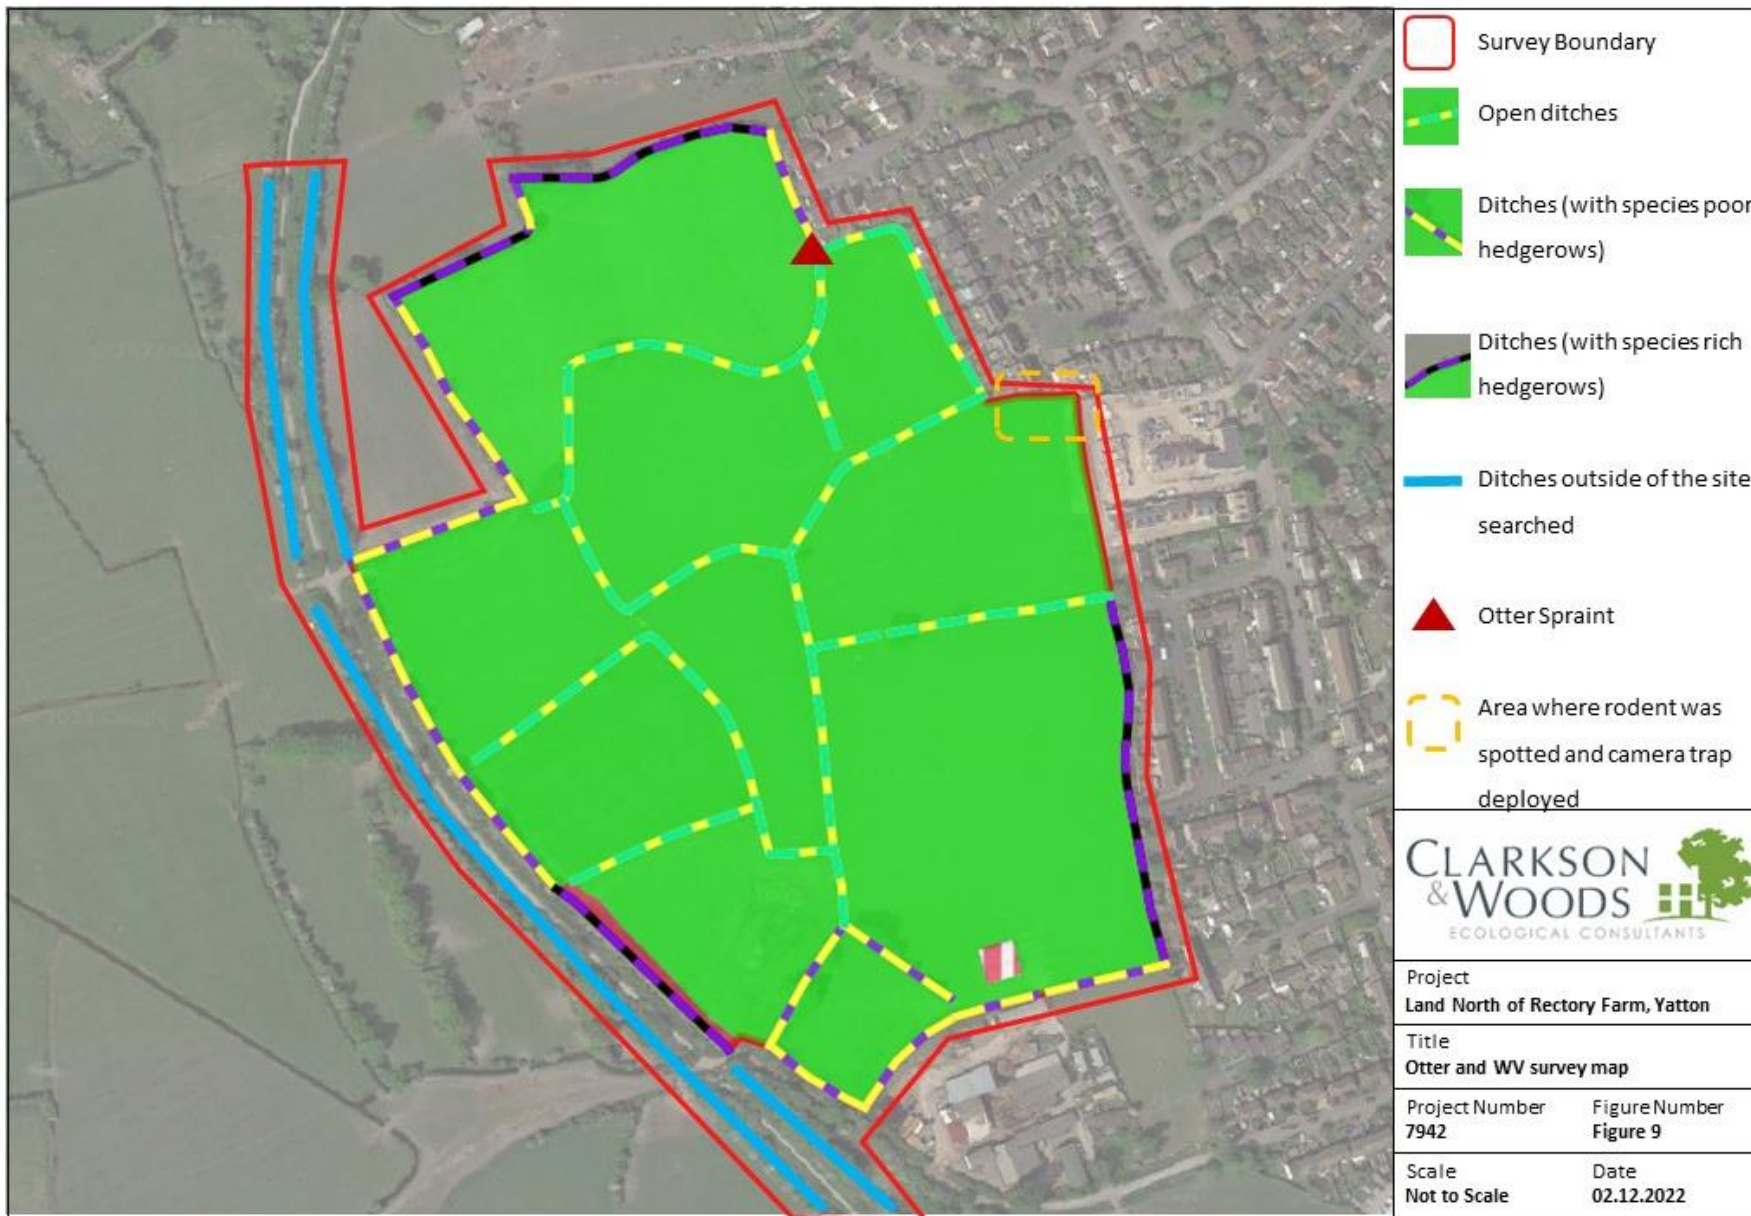 Survey Boundary
Open ditches
Ditches (with species poor
hedgerows)
Ditches (with species rich
hedgerows)
Ditches outside of the site
searched
Otter Spraint
Area where rodent was
spotted and camera trap
deployed
CLARKSON
& WOODS
ECOLOGICAL CONSULTANTS
Project
Land North of Rectory Farm, Yatton
Title
Otter and WV survey map
Project Number Figure Number
7942 Figure 9
Scale Date
Not to Scale 02.12.2022